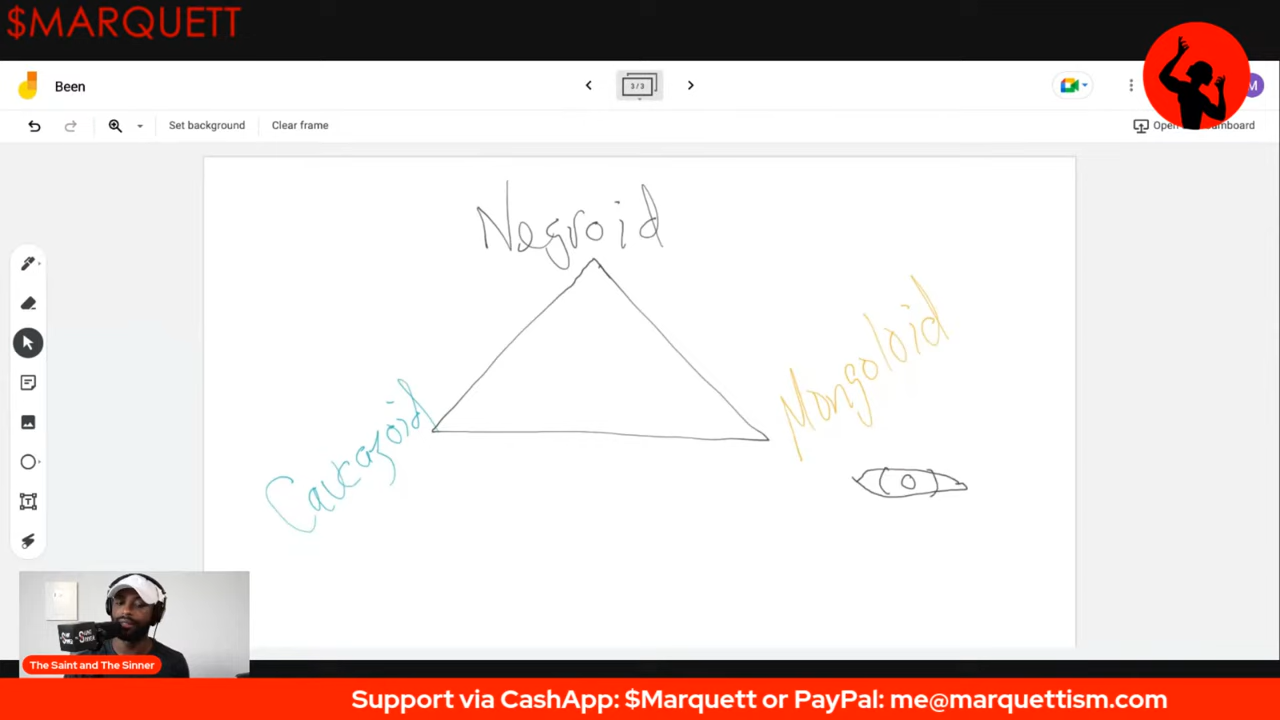 $MARQUETT
Been
3/3
M
Set background
Clear frame
Negroid
Mongoloid
Caucazoid
The Saint and The Sinner
Support via CashApp: $Marquett or PayPal: me@marquettism.com